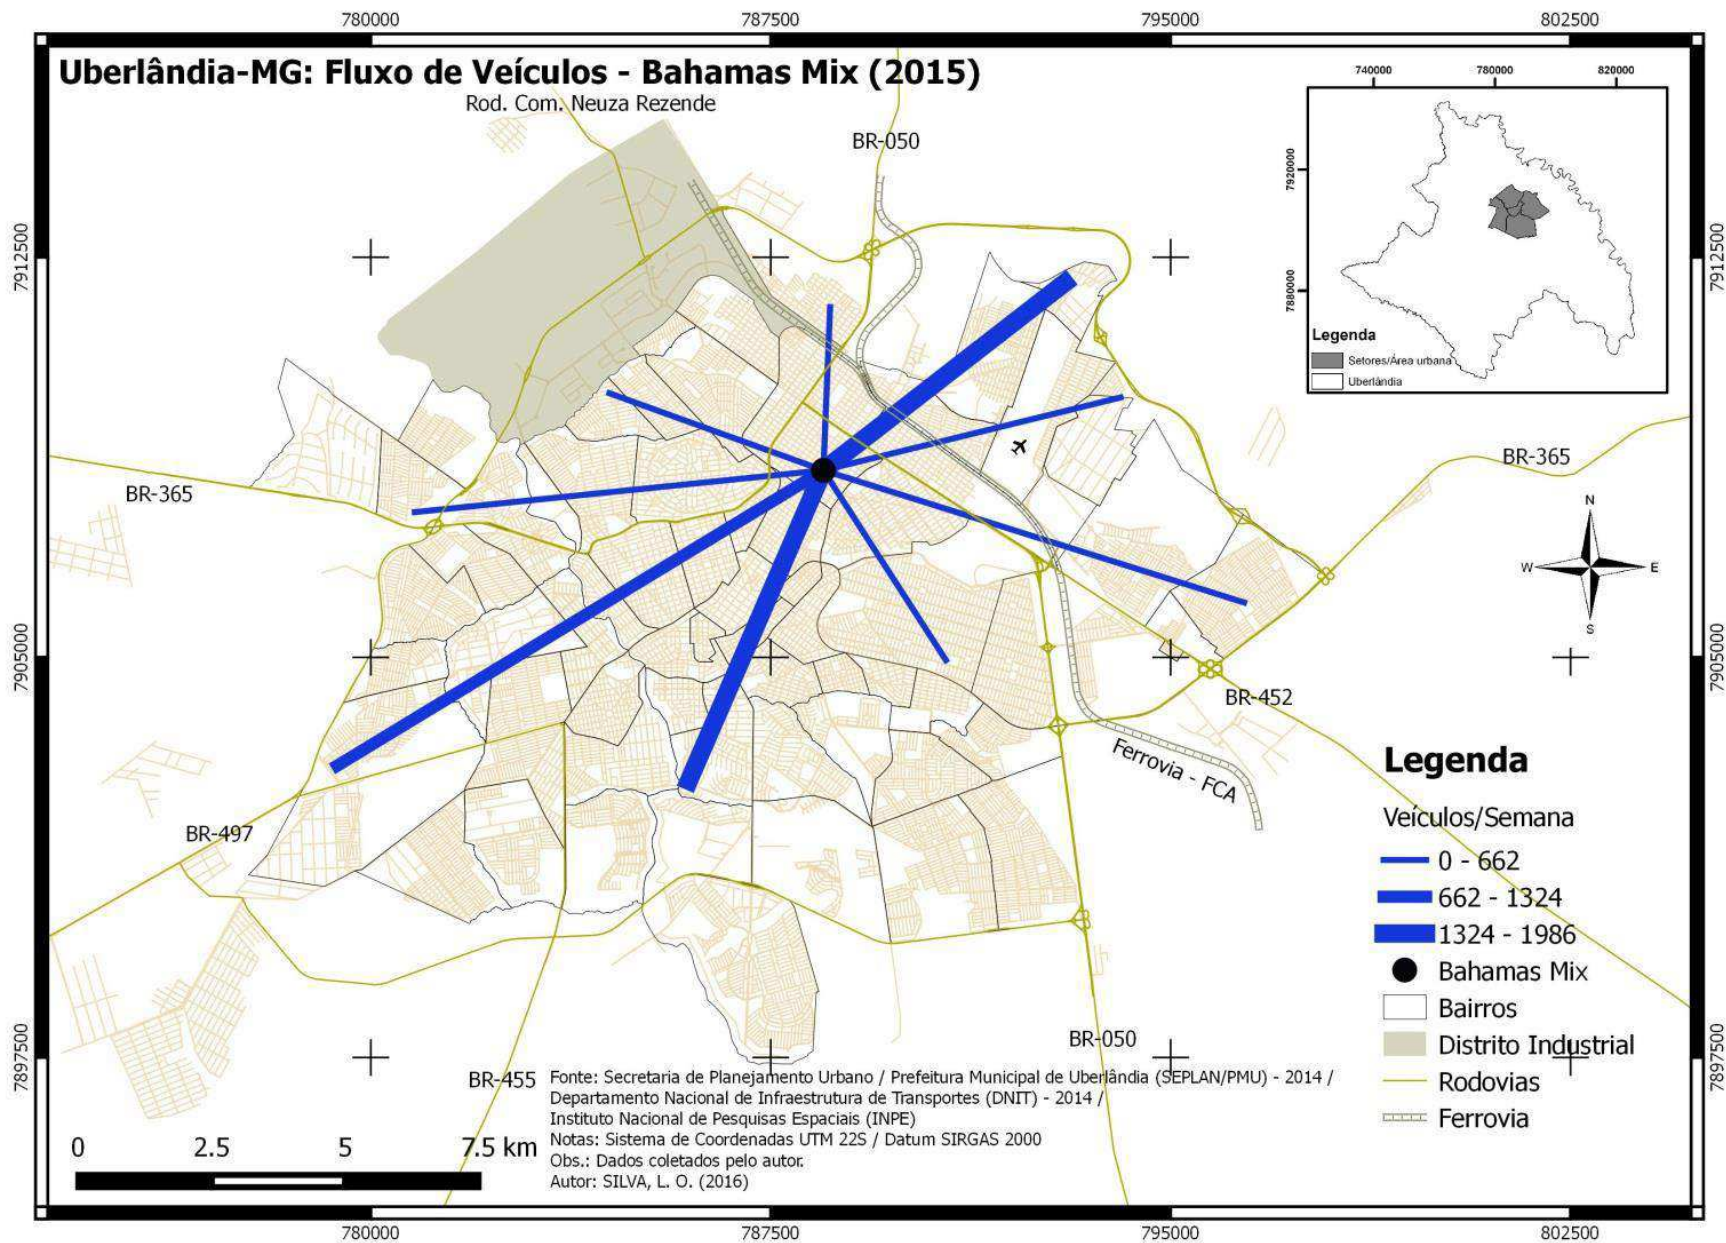 780000
787500
795000
802500
Uberlândia-MG: Fluxo de Veículos - Bahamas Mix (2015)
Rod. Com. Neuza Rezende
BR-050
740000
780000
820000
7920000
7880000
Legenda
Setores/Área urbana
Uberlândia
7912500
7912500
BR-365
BR-365
N
W
E
S
7905000
7905000
BR-452
Ferrovia - FCA
BR-497
Legenda
Veículos/Semana
0 - 662
662 - 1324
1324 - 1986
Bahamas Mix
Bairros
Distrito Industrial
Rodovias
Ferrovia
7897500
7897500
BR-050
BR-455
Fonte: Secretaria de Planejamento Urbano / Prefeitura Municipal de Uberlândia (SEPLAN/PMU) - 2014 /
Departamento Nacional de Infraestrutura de Transportes (DNIT) - 2014 /
Instituto Nacional de Pesquisas Espaciais (INPE)
Notas: Sistema de Coordenadas UTM 22S / Datum SIRGAS 2000
Obs.: Dados coletados pelo autor.
Autor: SILVA, L. O. (2016)
0
2.5
5
7.5 km
780000
787500
795000
802500